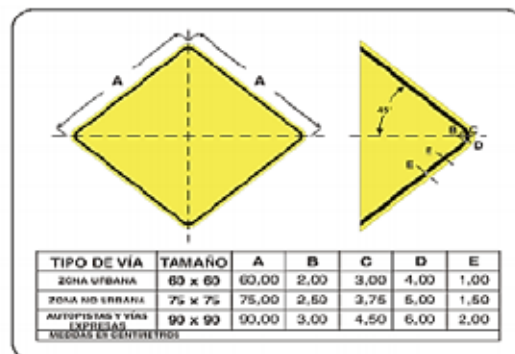 A A
45°
B C
D
E
E
TIPO DE VÍA TAMAÑO A B C D E
ZONA URBANA 60 x 60 60,00 2,00 3,00 4,00 1,00
ZONA NO URBANA 75 x 75 75,00 2,50 3,75 5,00 1,50
AUTOPISTAS Y VÍAS EXPRESAS 90 x 90 90,00 3,00 4,50 6,00 2,00
MEDIDAS EN CENTIMETROS